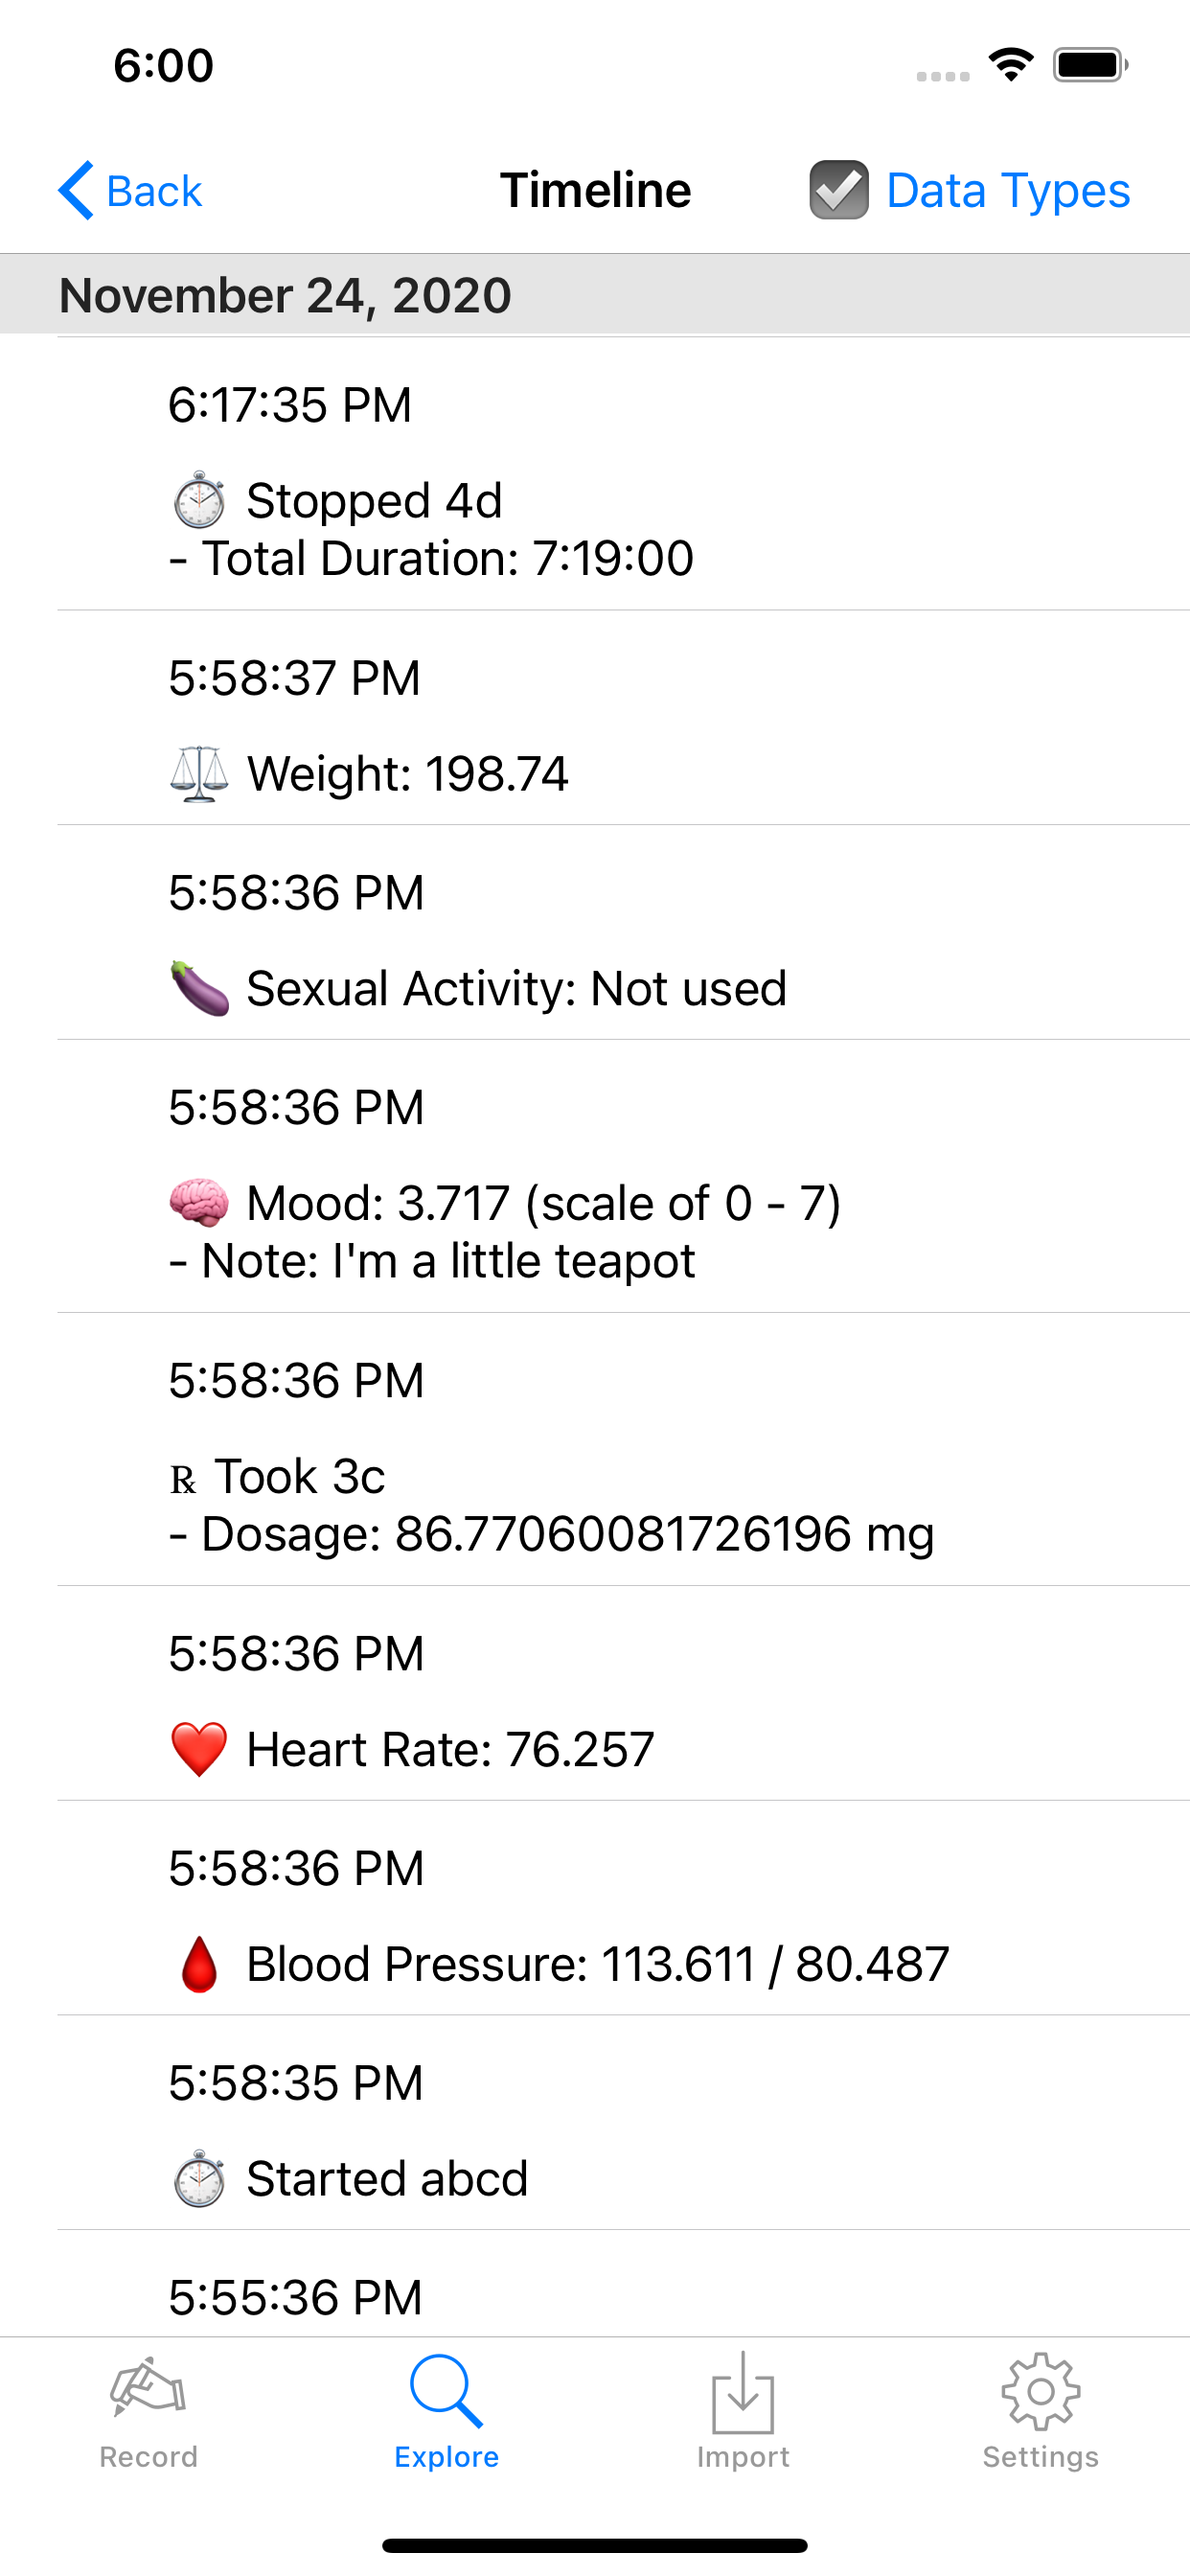 6:00
Back
Timeline
Data Types
November 24, 2020
6:17:35 PM
Stopped 4d
- Total Duration: 7:19:00
5:58:37 PM
Weight: 198.74
5:58:36 PM
Sexual Activity: Not used
5:58:36 PM
Mood: 3.717 (scale of 0 - 7)
- Note: I'm a little teapot
5:58:36 PM
℞ Took 3c
- Dosage: 86.77060081726196 mg
5:58:36 PM
Heart Rate: 76.257
5:58:36 PM
Blood Pressure: 113.611 / 80.487
5:58:35 PM
Started abcd
5:55:36 PM
Record
Explore
Import
Settings